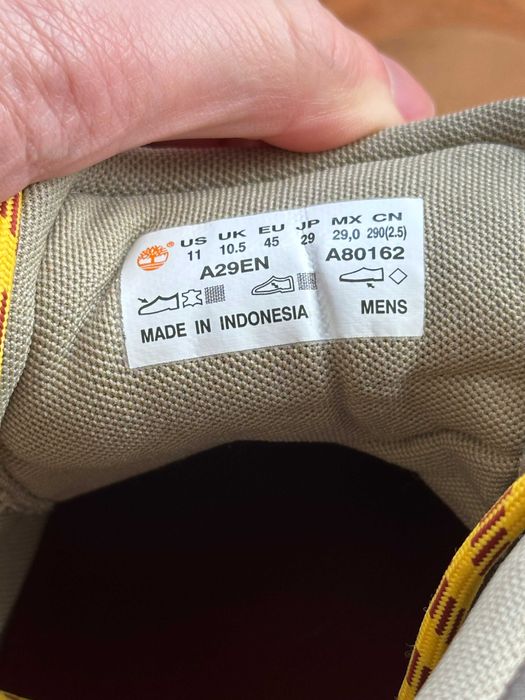 ® US UK EU JP MX CN
11 10.5 45 29 29,0 290(2.5)
A29EN A80162
MADE IN INDONESIA MENS